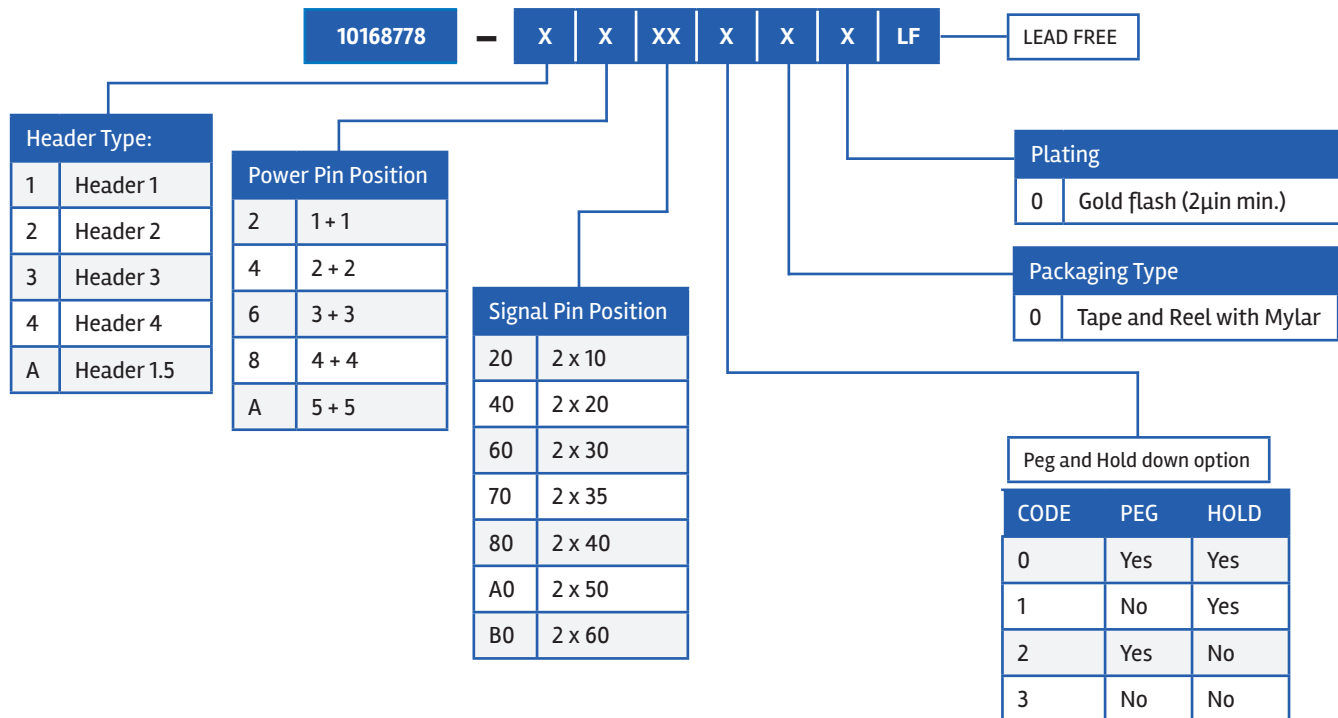 10168778 – X X XX X X X LF LEAD FREE
Header Type:
1 Header 1
2 Header 2
3 Header 3
4 Header 4
A Header 1.5
Power Pin Position
2 1 + 1
4 2 + 2
6 3 + 3
8 4 + 4
A 5 + 5
Signal Pin Position
20 2 x 10
40 2 x 20
60 2 x 30
70 2 x 35
80 2 x 40
A0 2 x 50
B0 2 x 60
Plating
0 Gold flash (2μin min.)
Packaging Type
0 Tape and Reel with Mylar
Peg and Hold down option
CODE PEG HOLD
0 Yes Yes
1 No Yes
2 Yes No
3 No No